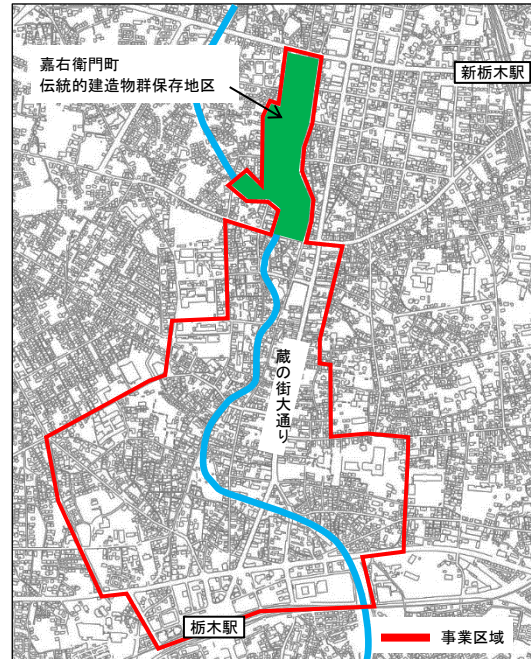 嘉右衛門町
伝統的建造物群保存地区
新栃木駅
蔵の街大通り
栃木駅
事業区域